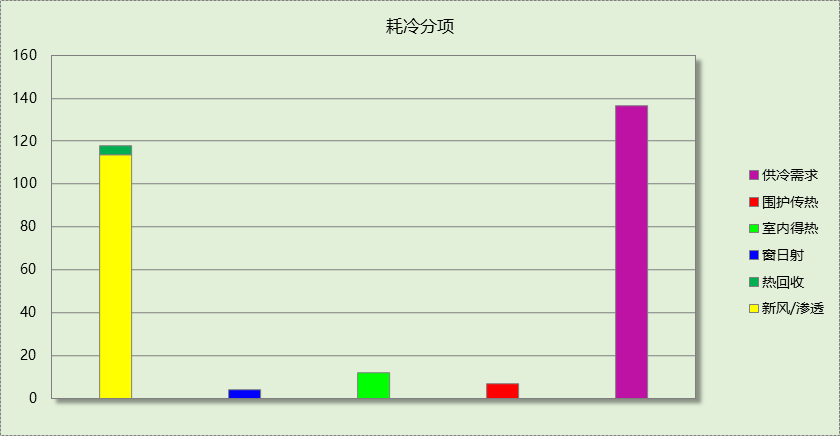 耗冷分项
160
140
120
100
80
60
40
20
0
供冷需求
围护传热
室内得热
窗日射
热回收
新风/渗透